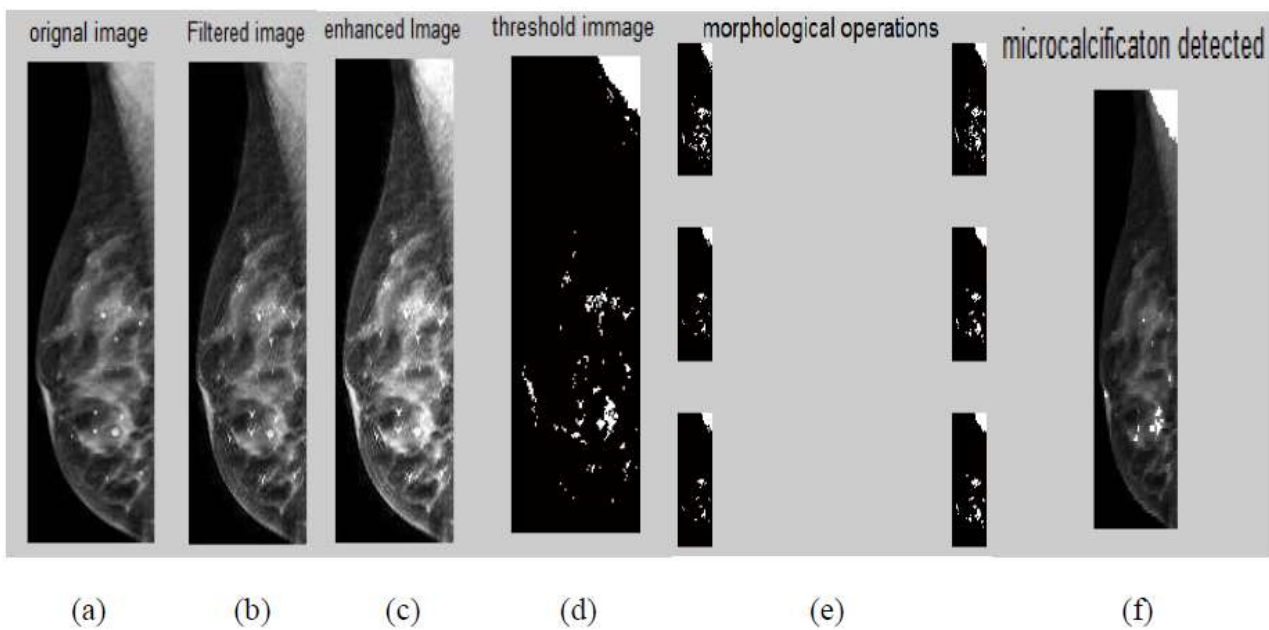 orignal image
Filtered image
enhanced Image
threshold immage
morphological operations
microcalcificaton detected
(a)
(b)
(c)
(d)
(e)
(f)